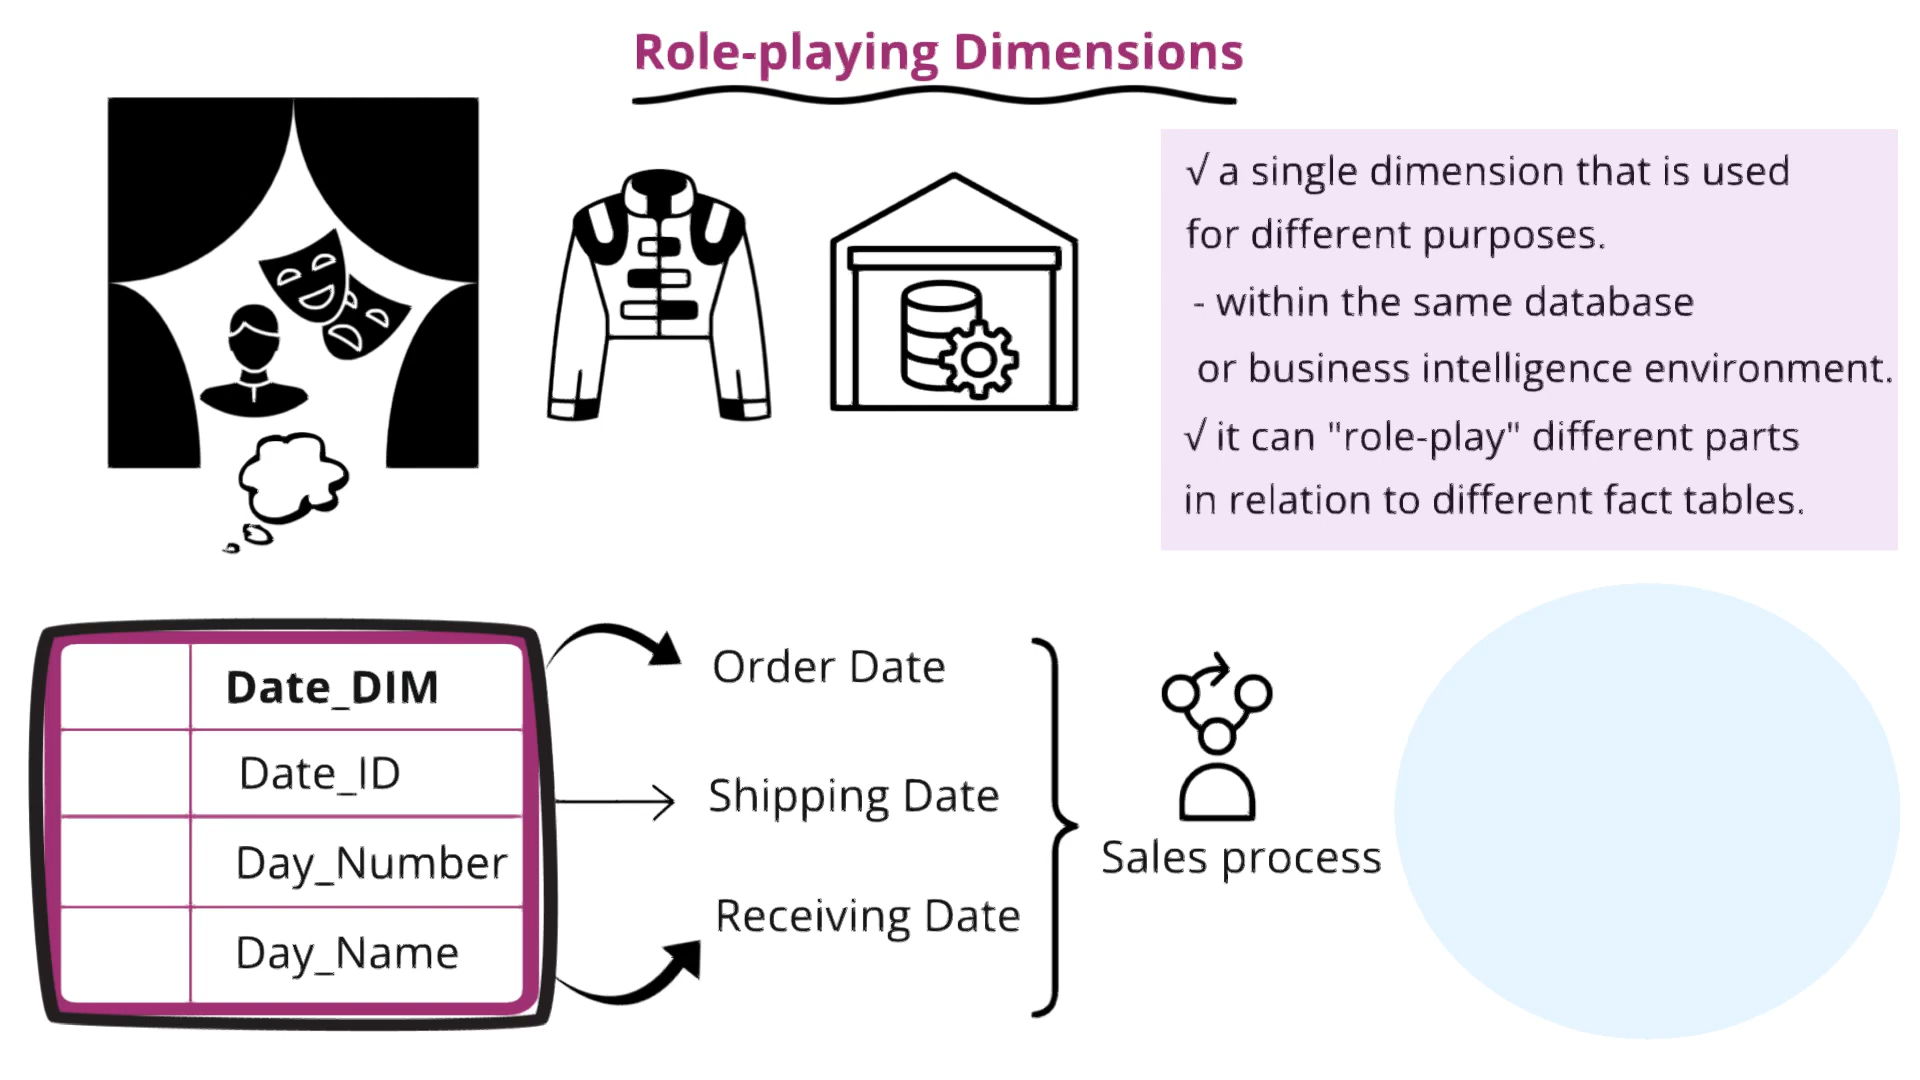 Role-playing Dimensions
√ a single dimension that is used
for different purposes.
- within the same database
or business intelligence environment.
√ it can "role-play" different parts
in relation to different fact tables.
Date_DIM
Date_ID
Day_Number
Day_Name
Order Date
Shipping Date
Receiving Date
Sales process